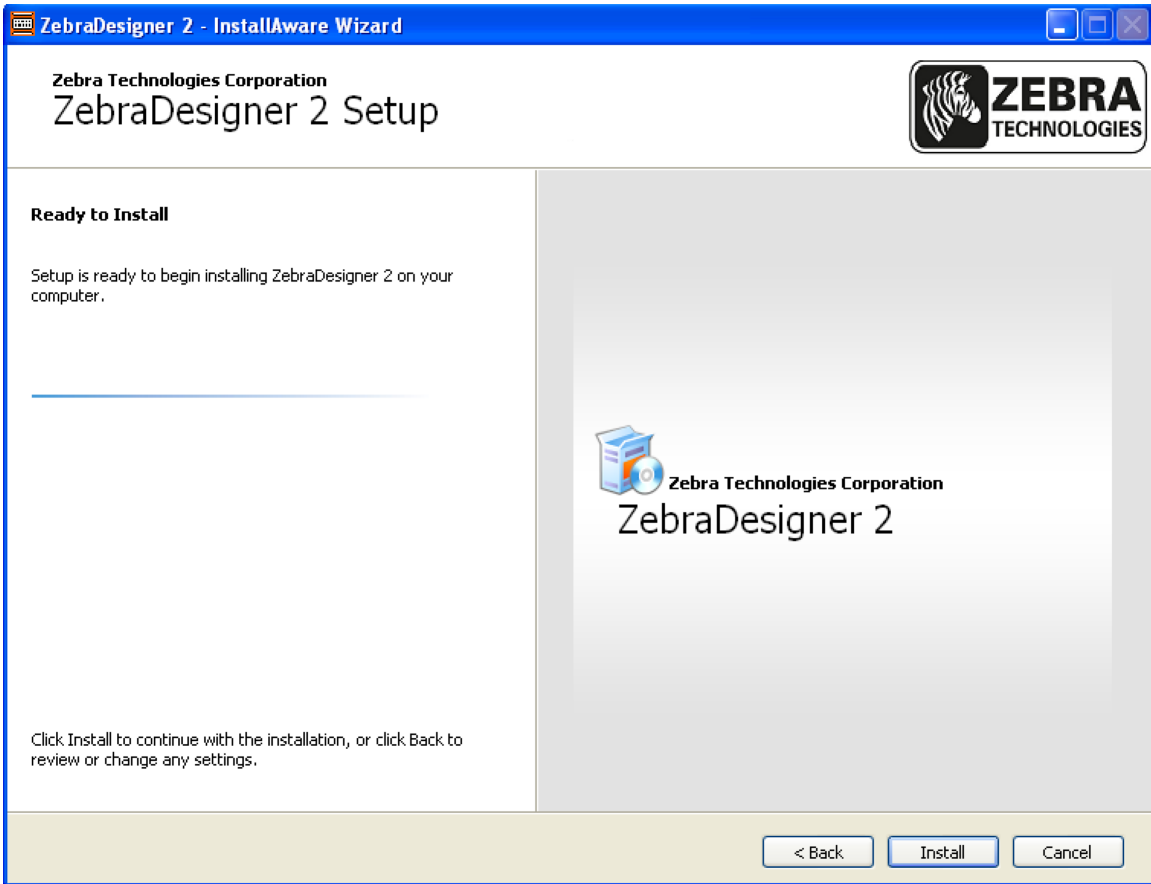 ZebraDesigner 2 - InstallAware Wizard
Zebra Technologies Corporation
ZebraDesigner 2 Setup
ZEBRA
TECHNOLOGIES
Ready to Install
Setup is ready to begin installing ZebraDesigner 2 on your
computer.
Zebra Technologies Corporation
ZebraDesigner 2
Click Install to continue with the installation, or click Back to
review or change any settings.
< Back
Install
Cancel